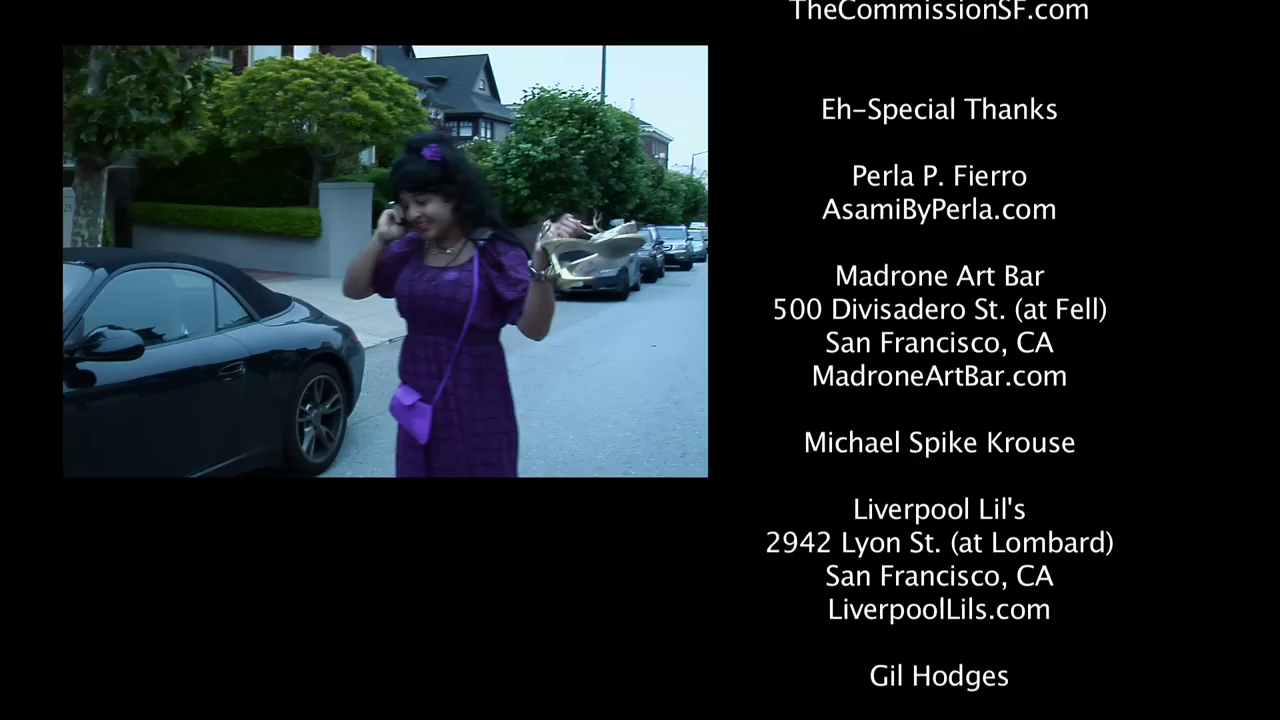 TheCommissionSF.com
Eh-Special Thanks
Perla P. Fierro
AsamiByPerla.com
Madrone Art Bar
500 Divisadero St. (at Fell)
San Francisco, CA
MadroneArtBar.com
Michael Spike Krouse
Liverpool Lil's
2942 Lyon St. (at Lombard)
San Francisco, CA
LiverpoolLils.com
Gil Hodges